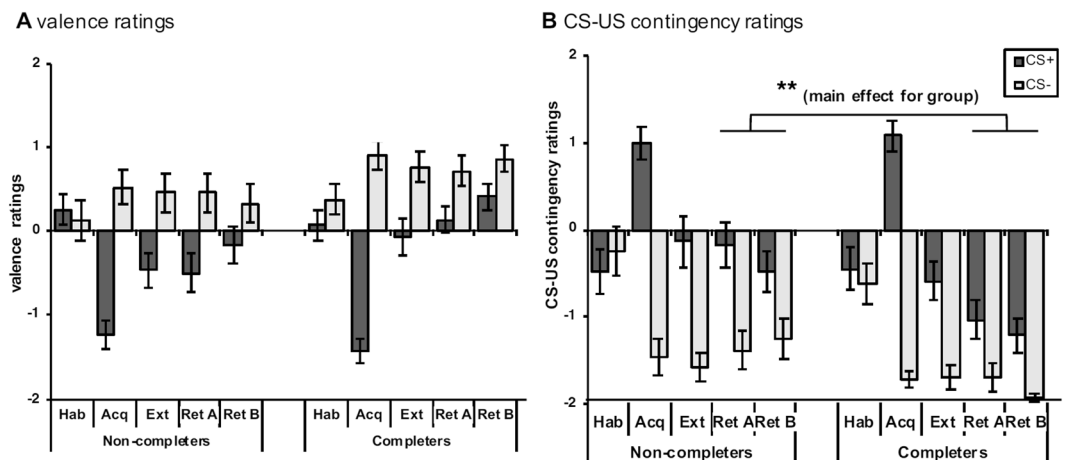 A valence ratings
2
1
0
-1
-2
valence ratings
Hab Acq Ext Ret A Ret B Hab Acq Ext Ret A Ret B
Non-completers Completers
B CS-US contingency ratings
CS+
CS-
** (main effect for group)
2
1
0
-1
-2
CS-US contingency ratings
Hab Acq Ext Ret A Ret B Hab Acq Ext Ret A Ret B
Non-completers Completers